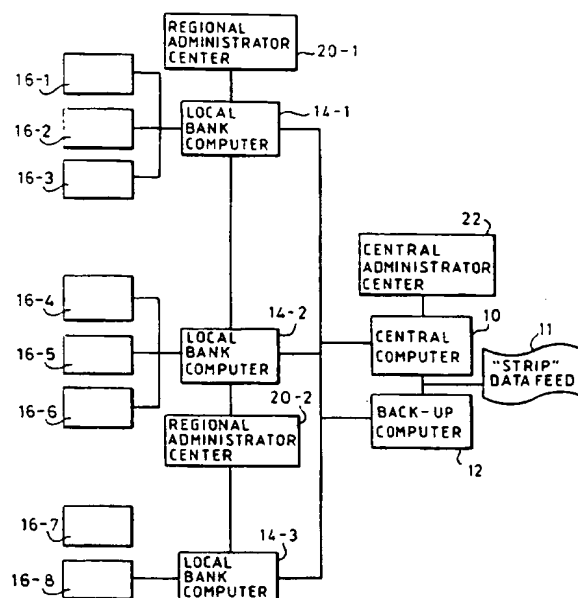 REGIONAL
ADMINISTRATOR
CENTER
20-1
16-1
14-1
16-2
LOCAL
BANK
COMPUTER
16-3
22
CENTRAL
ADMINISTRATOR
CENTER
16-4
14-2
10
11
16-5
LOCAL
BANK
COMPUTER
CENTRAL
COMPUTER
"STRIP"
DATA FEED
16-6
20-2
REGIONAL
ADMINISTRATOR
CENTER
BACK-UP
COMPUTER
12
16-7
14-3
16-8
LOCAL
BANK
COMPUTER